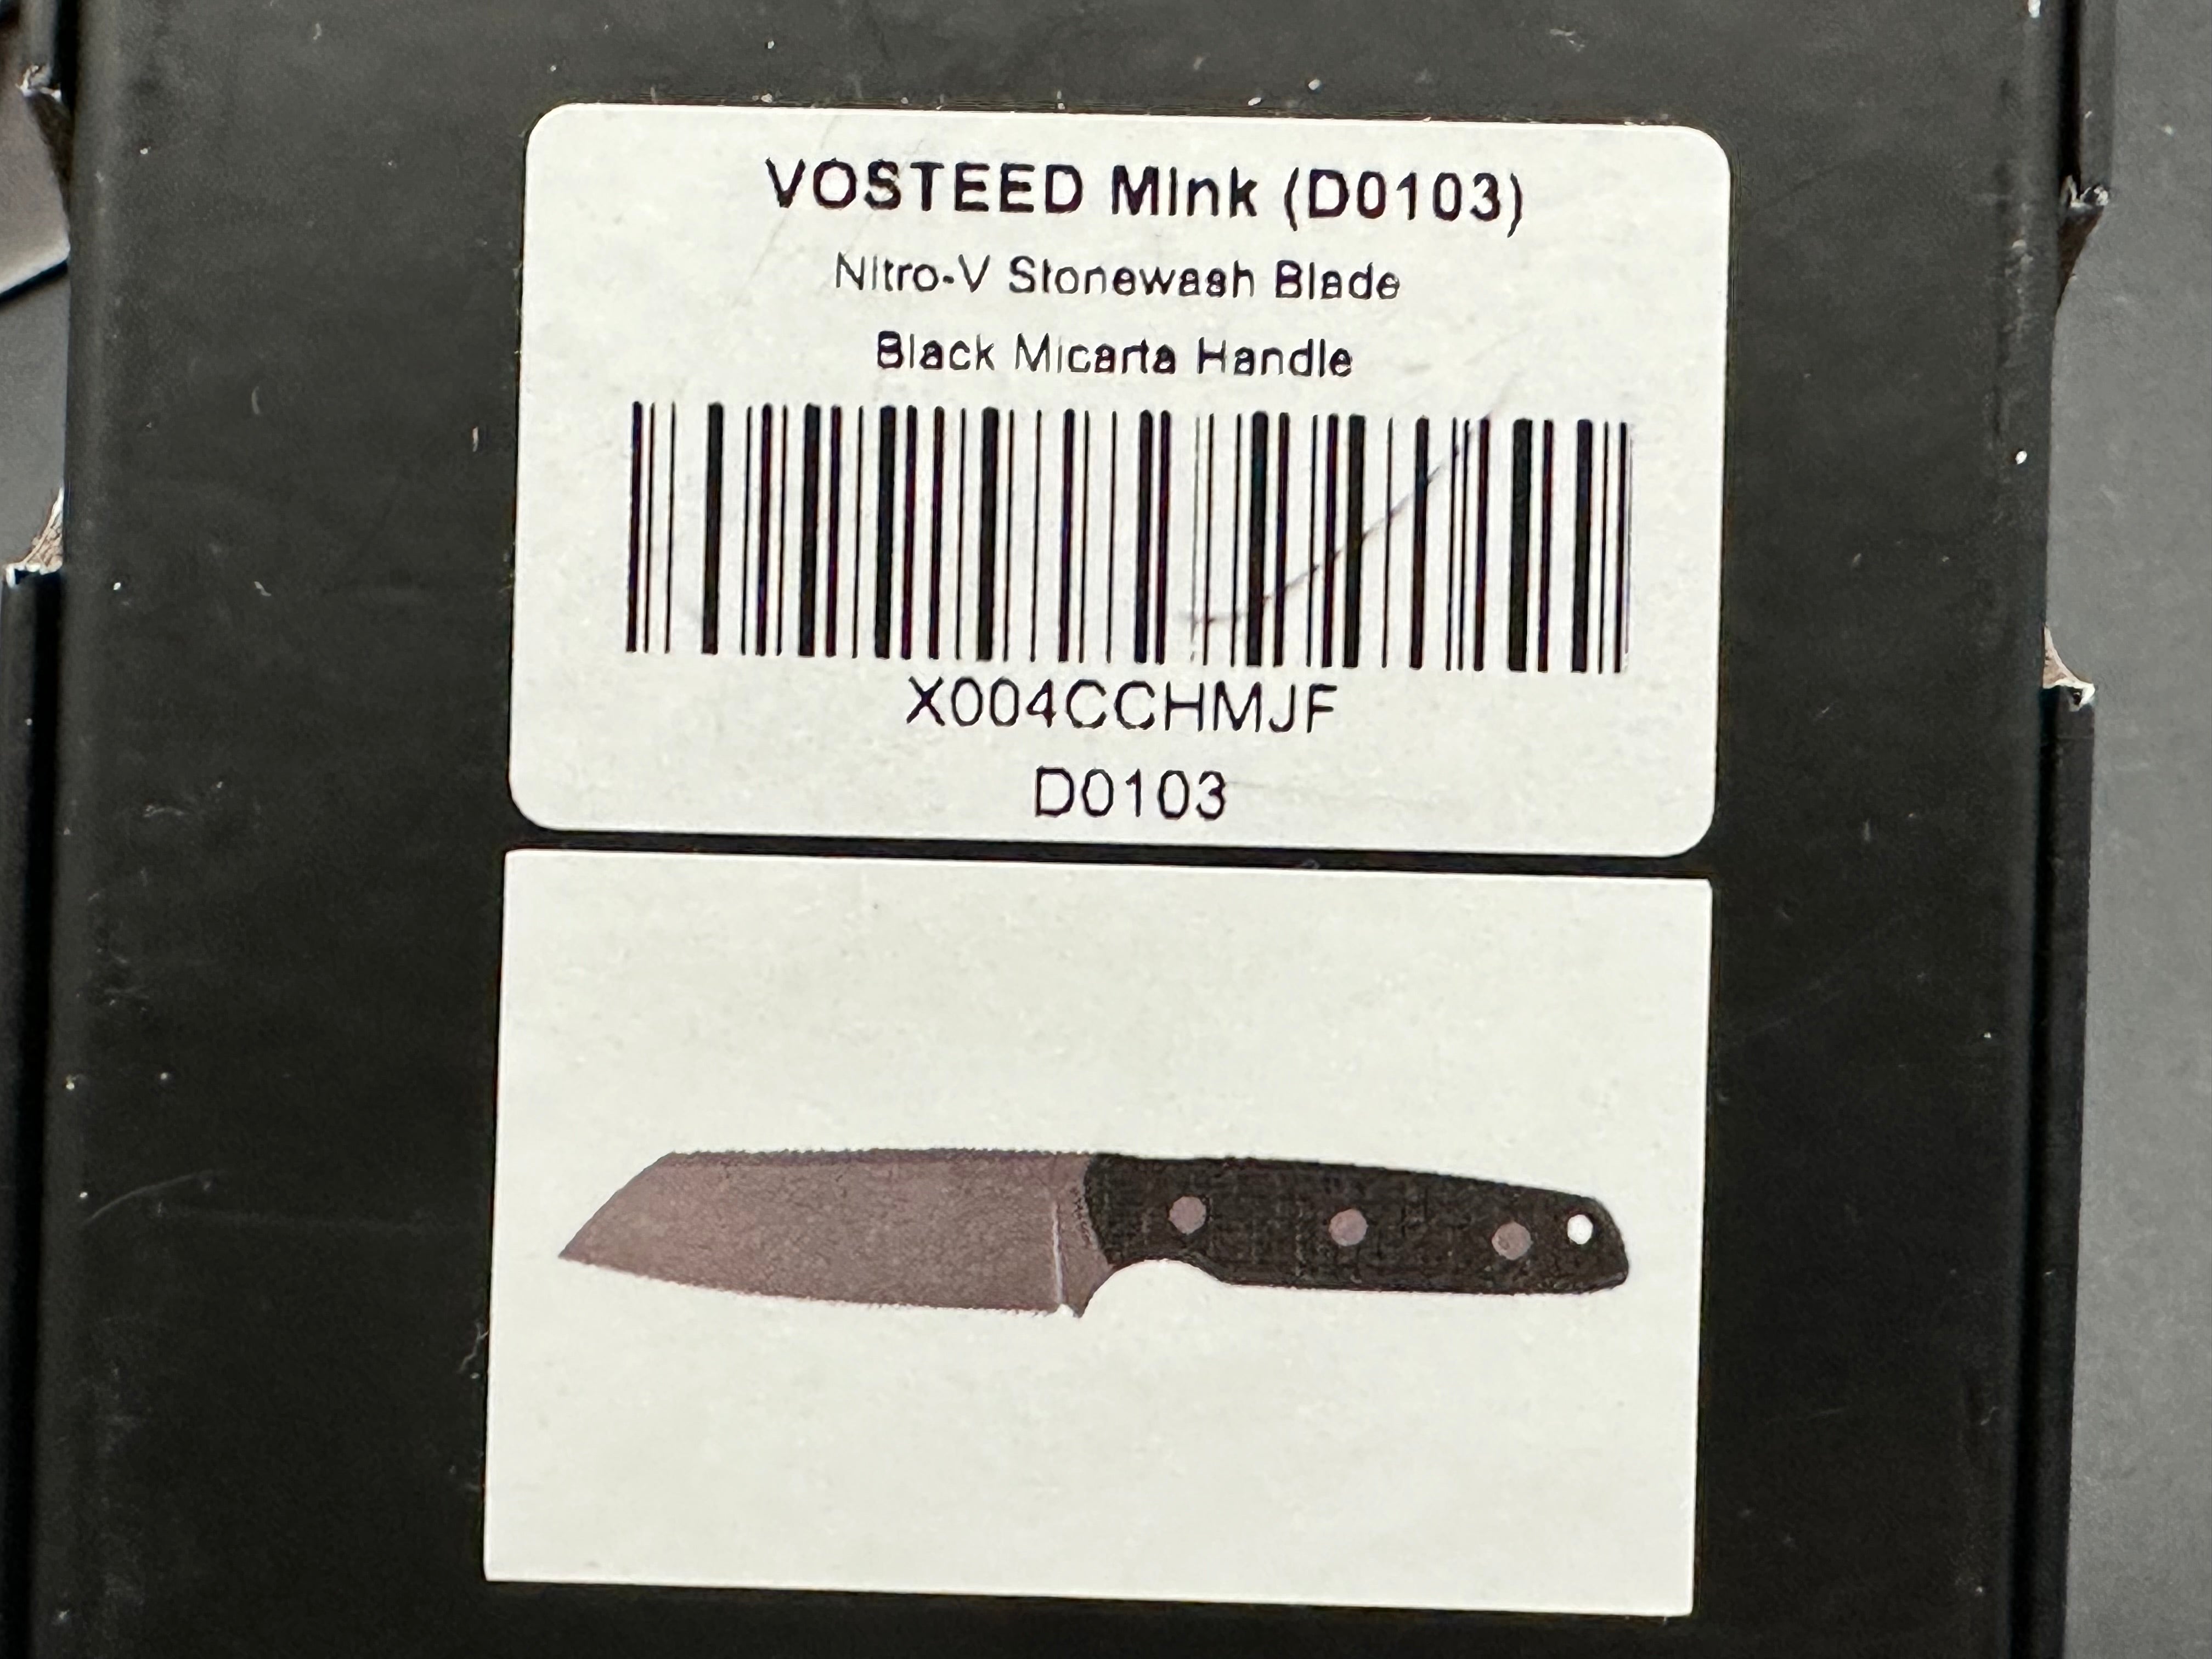 VOSTEED Mink (D0103)
Nitro-V Stonewash Blade
Black Micarta Handle
X004CCHMJF
D0103